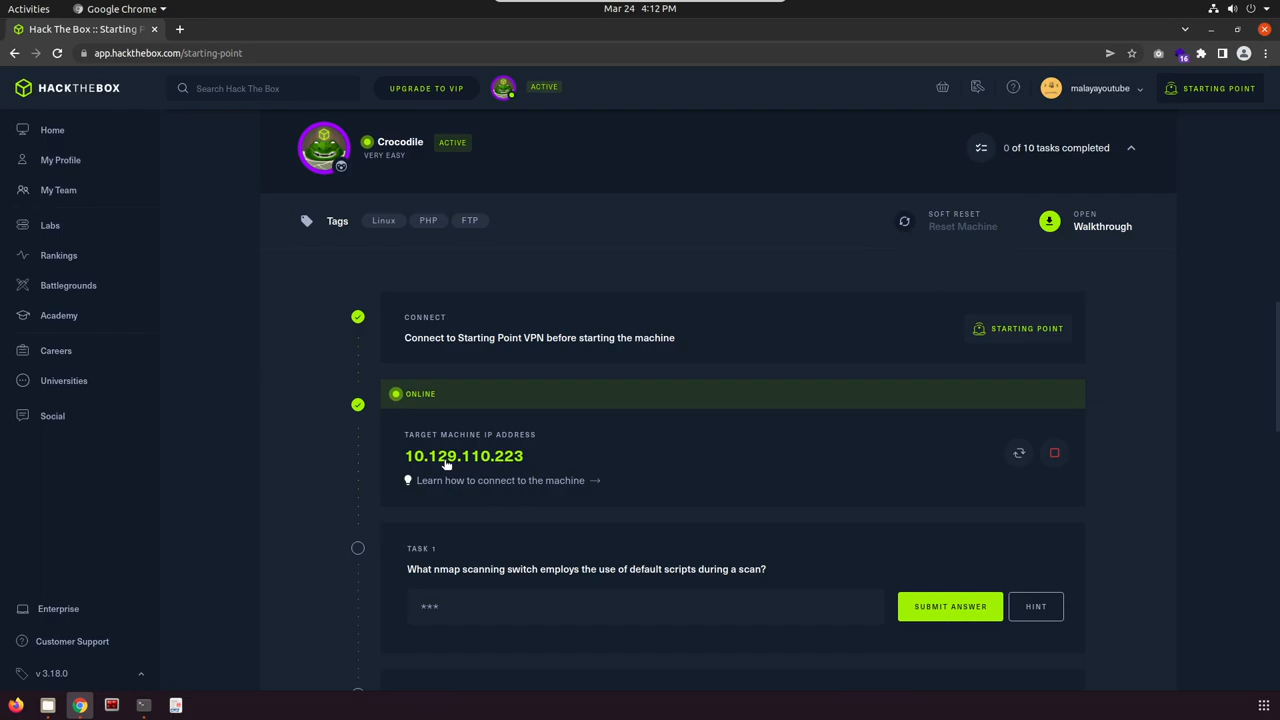 Activities
Google Chrome
Mar 24 4:12 PM
Hack The Box :: Starting P
app.hackthebox.com/starting-point
16
HACKTHEBOX
Search Hack The Box
UPGRADE TO VIP
ACTIVE
malayayoutube
STARTING POINT
Home
My Profile
My Team
Labs
Rankings
Battlegrounds
Academy
Careers
Universities
Social
Enterprise
Customer Support
v 3.18.0
Crocodile
ACTIVE
VERY EASY
0 of 10 tasks completed
Tags
Linux
PHP
FTP
SOFT RESET
Reset Machine
OPEN
Walkthrough
CONNECT
Connect to Starting Point VPN before starting the machine
STARTING POINT
ONLINE
TARGET MACHINE IP ADDRESS
10.129.110.223
Learn how to connect to the machine
TASK 1
What nmap scanning switch employs the use of default scripts during a scan?
***
SUBMIT ANSWER
HINT